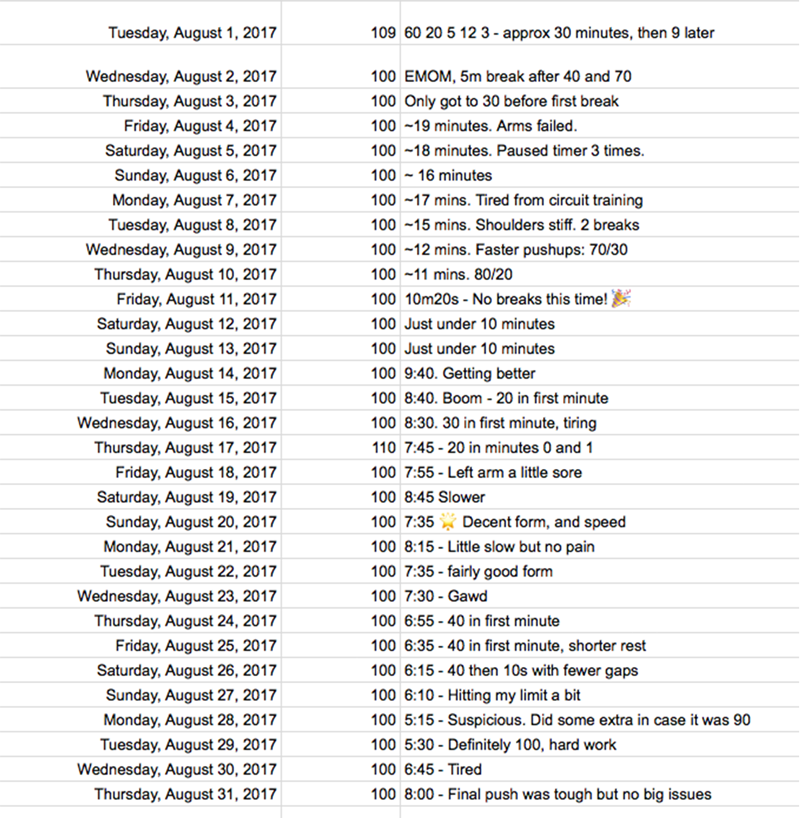 Tuesday, August 1, 2017 109 60 20 5 12 3 - approx 30 minutes, then 9 later
Wednesday, August 2, 2017 100 EMOM, 5m break after 40 and 70
Thursday, August 3, 2017 100 Only got to 30 before first break
Friday, August 4, 2017 100 ~19 minutes. Arms failed.
Saturday, August 5, 2017 100 ~18 minutes. Paused timer 3 times.
Sunday, August 6, 2017 100 ~ 16 minutes
Monday, August 7, 2017 100 ~17 mins. Tired from circuit training
Tuesday, August 8, 2017 100 ~15 mins. Shoulders stiff. 2 breaks
Wednesday, August 9, 2017 100 ~12 mins. Faster pushups: 70/30
Thursday, August 10, 2017 100 ~11 mins. 80/20
Friday, August 11, 2017 100 10m20s - No breaks this time! 🎉
Saturday, August 12, 2017 100 Just under 10 minutes
Sunday, August 13, 2017 100 Just under 10 minutes
Monday, August 14, 2017 100 9:40. Getting better
Tuesday, August 15, 2017 100 8:40. Boom - 20 in first minute
Wednesday, August 16, 2017 100 8:30. 30 in first minute, tiring
Thursday, August 17, 2017 110 7:45 - 20 in minutes 0 and 1
Friday, August 18, 2017 100 7:55 - Left arm a little sore
Saturday, August 19, 2017 100 8:45 Slower
Sunday, August 20, 2017 100 7:35 🌟 Decent form, and speed
Monday, August 21, 2017 100 8:15 - Little slow but no pain
Tuesday, August 22, 2017 100 7:35 - fairly good form
Wednesday, August 23, 2017 100 7:30 - Gawd
Thursday, August 24, 2017 100 6:55 - 40 in first minute
Friday, August 25, 2017 100 6:35 - 40 in first minute, shorter rest
Saturday, August 26, 2017 100 6:15 - 40 then 10s with fewer gaps
Sunday, August 27, 2017 100 6:10 - Hitting my limit a bit
Monday, August 28, 2017 100 5:15 - Suspicious. Did some extra in case it was 90
Tuesday, August 29, 2017 100 5:30 - Definitely 100, hard work
Wednesday, August 30, 2017 100 6:45 - Tired
Thursday, August 31, 2017 100 8:00 - Final push was tough but no big issues